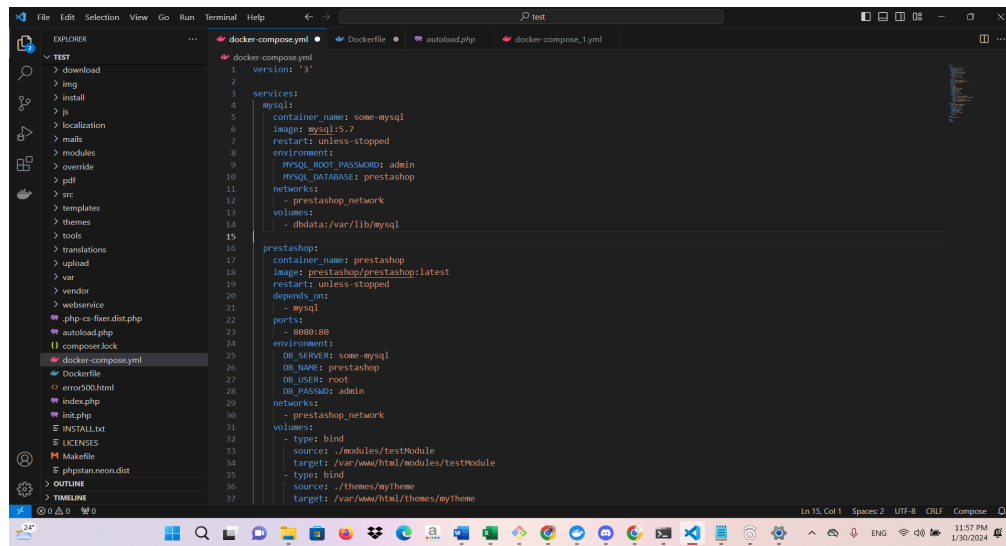 File Edit Selection View Go Run Terminal Help
test
EXPLORER
docker-compose.yml
Dockerfile
autoload.php
docker-compose_1.yml
TEST
download
img
install
js
localization
mails
modules
override
pdf
src
templates
themes
tools
translations
upload
var
vendor
webservice
.php-cs-fixer.dist.php
autoload.php
composer.lock
docker-compose.yml
Dockerfile
error500.html
index.php
init.php
INSTALL.txt
LICENSES
Makefile
phpstan.neon.dist
OUTLINE
TIMELINE
docker-compose.yml
1 version: '3'
2
3 services:
4 mysql:
5 container_name: some-mysql
6 image: mysql:5.7
7 restart: unless-stopped
8 environment:
9 MYSQL_ROOT_PASSWORD: admin
10 MYSQL_DATABASE: prestashop
11 networks:
12 - prestashop_network
13 volumes:
14 - dbdata:/var/lib/mysql
15
16 prestashop:
17 container_name: prestashop
18 image: prestashop/prestashop:latest
19 restart: unless-stopped
20 depends_on:
21 - mysql
22 ports:
23 - 8080:80
24 environment:
25 DB_SERVER: some-mysql
26 DB_NAME: prestashop
27 DB_USER: root
28 DB_PASSWD: admin
29 networks:
30 - prestashop_network
31 volumes:
32 - type: bind
33 source: ./modules/testModule
34 target: /var/www/html/modules/testModule
35 - type: bind
36 source: ./themes/myTheme
37 target: /var/www/html/themes/myTheme
0 0 0 Ln 15, Col 1 Spaces: 2 UTF-8 CRLF Compose
24° ENG 11:57 PM
1/30/2024